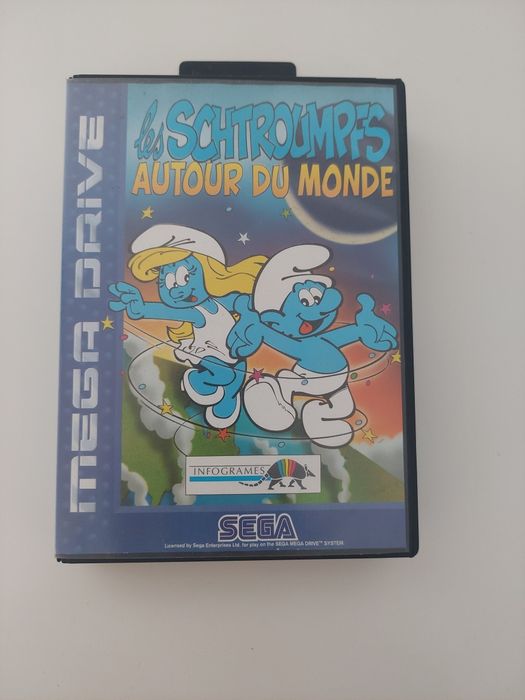 les SCHTROUMPFS
AUTOUR DU MONDE
MEGA DRIVE
INFOGRAMES
SEGA
Licensed by Sega Enterprises Ltd. for play on the SEGA MEGA DRIVE™ SYSTEM.